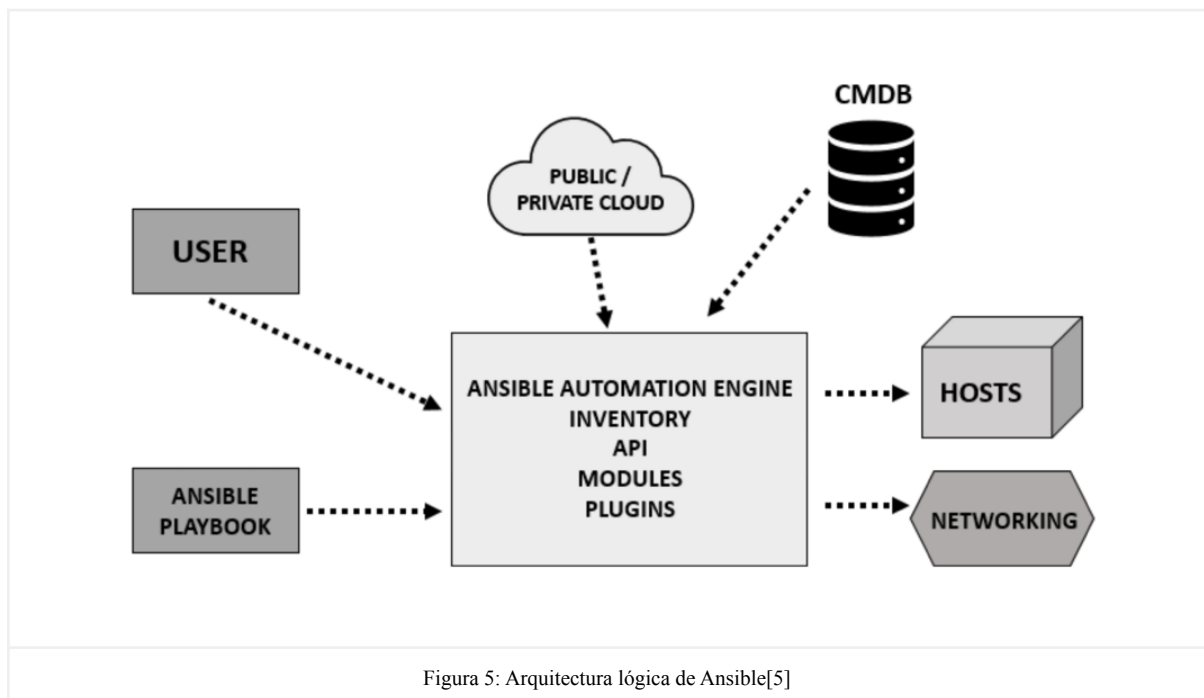 CMDB
PUBLIC /
PRIVATE CLOUD
USER
ANSIBLE AUTOMATION ENGINE
INVENTORY
API
MODULES
PLUGINS
HOSTS
ANSIBLE
PLAYBOOK
NETWORKING
Figura 5: Arquitectura lógica de Ansible[5]